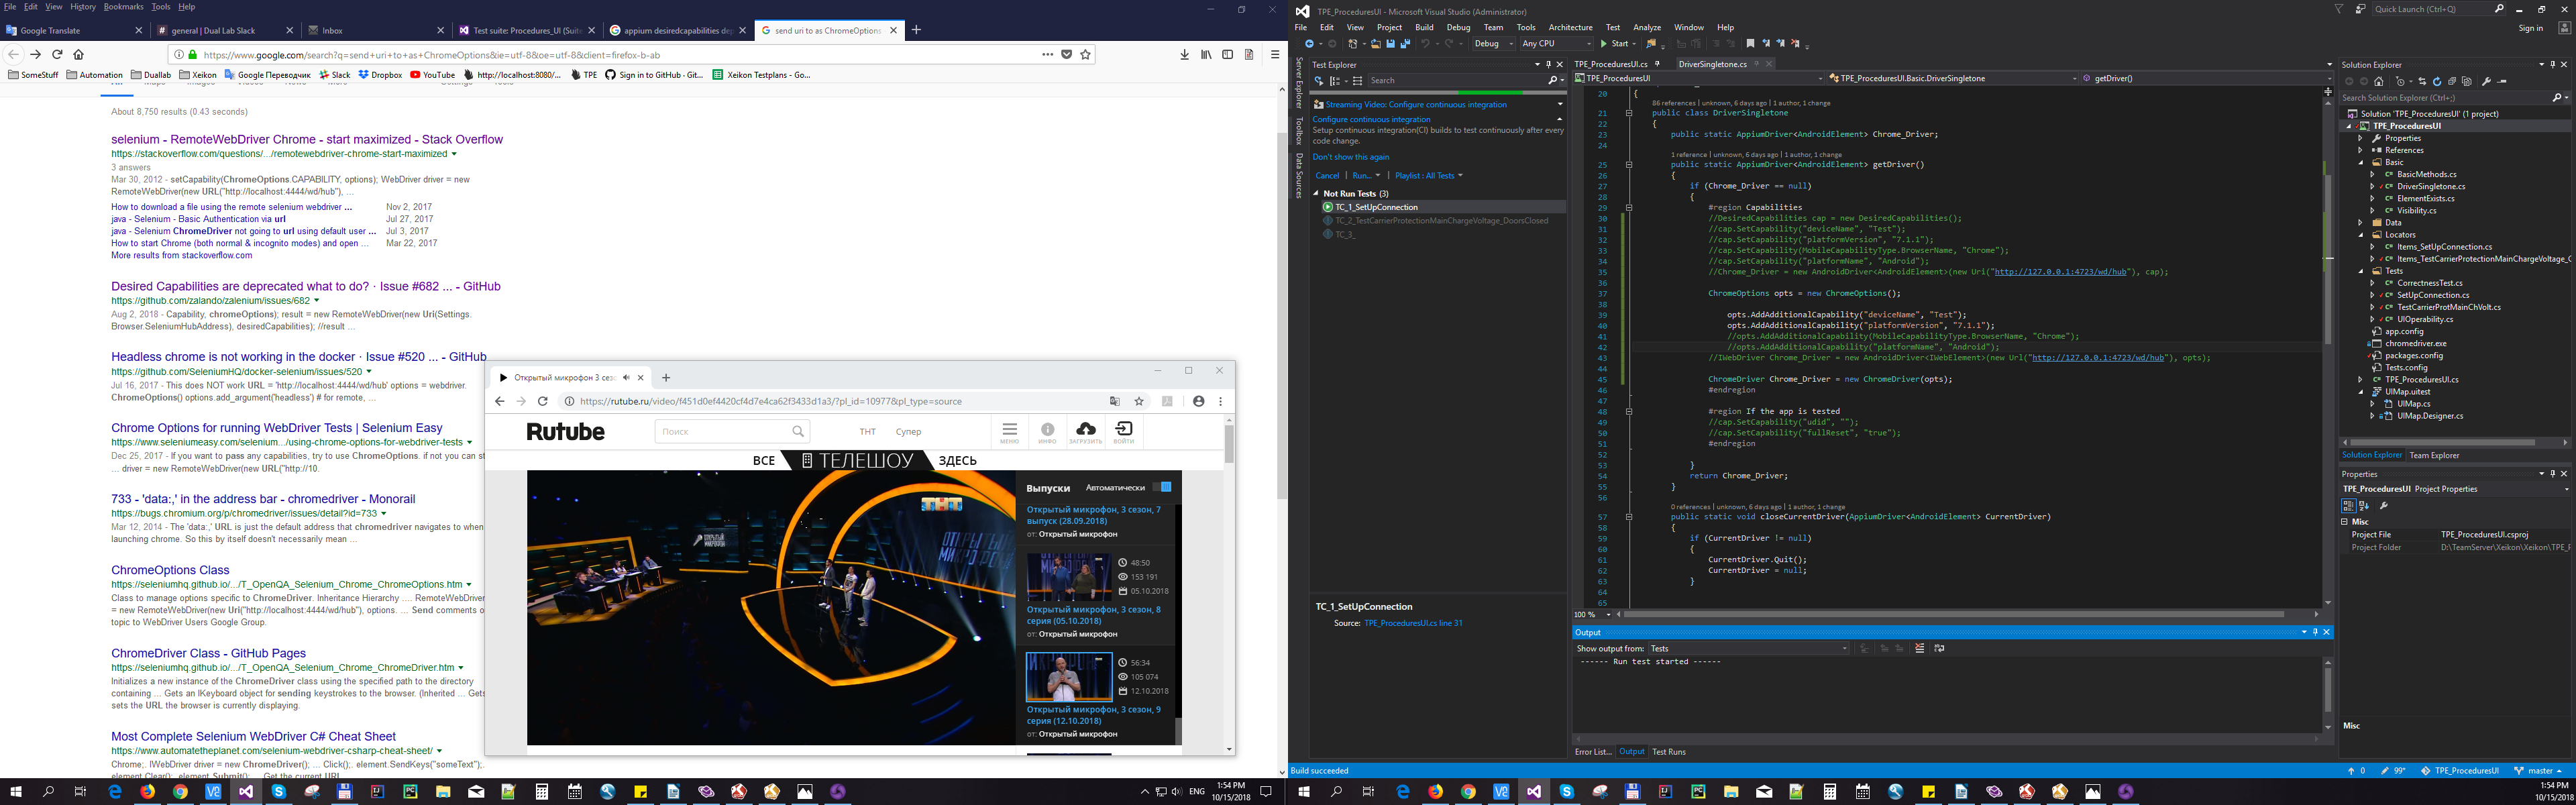 File Edit View History Bookmarks Tools Help
Google Translate
general | Dual Lab Slack
Inbox
Test suite: Procedures_UI (Suite
appium desiredcapabilities dep
send uri to as ChromeOptions
https://www.google.com/search?q=send+uri+to+as+ChromeOptions&ie=utf-8&oe=utf-8&client=firefox-b-ab
SomeStuff Automation Duallab Xeikon Google Переводчик Slack Dropbox YouTube http://localhost:8080/... TPE Sign in to GitHub · Git... Xeikon Testplans - Go...
About 8,750 results (0.43 seconds)
selenium - RemoteWebDriver Chrome - start maximized - Stack Overflow
https://stackoverflow.com/questions/.../remotewebdriver-chrome-start-maximized
3 answers
Mar 30, 2012 - setCapability(ChromeOptions.CAPABILITY, options); WebDriver driver = new
RemoteWebDriver(new URL("http://localhost:4444/wd/hub"), ...
How to download a file using the remote selenium webdriver ... Nov 2, 2017
java - Selenium - Basic Authentication via url Jul 27, 2017
java - Selenium ChromeDriver not going to url using default user ... Jul 3, 2017
How to start Chrome (both normal & incognito modes) and open ... Mar 22, 2017
More results from stackoverflow.com
Desired Capabilities are deprecated what to do? · Issue #682 ... - GitHub
https://github.com/zalando/zalenium/issues/682
Aug 2, 2018 - Capability, chromeOptions); result = new RemoteWebDriver(new Uri(Settings.
Browser.SeleniumHubAddress), desiredCapabilities); //result ...
Headless chrome is not working in the docker · Issue #520 ... - GitHub
https://github.com/SeleniumHQ/docker-selenium/issues/520
Jul 16, 2017 - This does NOT work URL = 'http://localhost:4444/wd/hub' options = webdriver.
ChromeOptions() options.add_argument('headless') # for remote, ...
Chrome Options for running WebDriver Tests | Selenium Easy
https://www.seleniumeasy.com/selenium.../using-chrome-options-for-webdriver-tests
Dec 25, 2017 - If you want to pass any capabilities, try to use ChromeOptions. if not you can st
... driver = new RemoteWebDriver(new URL("http://10.
733 - 'data:,' in the address bar - chromedriver - Monorail
https://bugs.chromium.org/p/chromedriver/issues/detail?id=733
Mar 12, 2014 - The 'data:,' URL is just the default address that chromedriver navigates to when
launching chrome. So this by itself doesn't necessarily mean ...
ChromeOptions Class
https://seleniumhq.github.io/.../T_OpenQA_Selenium_Chrome_ChromeOptions.htm
Class to manage options specific to ChromeDriver. Inheritance Hierarchy .... RemoteWebDriver
= new RemoteWebDriver(new Uri("http://localhost:4444/wd/hub"), options. ... Send comments o
topic to WebDriver Users Google Group.
ChromeDriver Class - GitHub Pages
https://seleniumhq.github.io/.../T_OpenQA_Selenium_Chrome_ChromeDriver.htm
Initializes a new instance of the ChromeDriver class using the specified path to the directory
containing ... Gets an IKeyboard object for sending keystrokes to the browser. (Inherited ... Gets
sets the URL the browser is currently displaying.
Most Complete Selenium WebDriver C# Cheat Sheet
https://www.automatetheplanet.com/selenium-webdriver-csharp-cheat-sheet/
Chrome;. IWebDriver driver = new ChromeDriver(); ... Click();. element.SendKeys("someText");.
element.Clear();. element.Submit(); ... Get the current URL
Открытый микрофон 3 сезо
https://rutube.ru/video/f451d0ef4420cf4d7e4ca62f3433d1a3/?pl_id=10977&pl_type=source
Rutube
Поиск
ТНТ Супер
МЕНЮ ИНФО ЗАГРУЗИТЬ ВОЙТИ
ВСЕ ТЕЛЕШОУ ЗДЕСЬ
Выпуски Автоматически
Открытый микрофон, 3 сезон, 7
выпуск (28.09.2018)
от: Открытый микрофон
48:50
153 191
05.10.2018
Открытый микрофон, 3 сезон, 8
серия (05.10.2018)
от: Открытый микрофон
56:34
105 074
12.10.2018
Открытый микрофон, 3 сезон, 9
серия (12.10.2018)
от: Открытый микрофон
ENG
1:54 PM
10/15/2018
TPE_ProceduresUI - Microsoft Visual Studio (Administrator)
Quick Launch (Ctrl+Q)
File Edit View Project Build Debug Team Tools Architecture Test Analyze Window Help
Sign in
Debug Any CPU Start
Server Explorer Toolbox Data Sources
Test Explorer
Search
Streaming Video: Configure continuous integration
Configure continuous integration
Setup continuous integration(CI) builds to test continuously after every
code change.
Don't show this again
Cancel | Run... | Playlist : All Tests
Not Run Tests (3)
TC_1_SetUpConnection
TC_2_TestCarrierProtectionMainChargeVoltage_DoorsClosed
TC_3_
TC_1_SetUpConnection
Source: TPE_ProceduresUI.cs line 31
TPE_ProceduresUI.cs DriverSingletone.cs
TPE_ProceduresUI TPE_ProceduresUI.Basic.DriverSingletone getDriver()
20 {
86 references | unknown, 6 days ago | 1 author, 1 change
21 public class DriverSingletone
22 {
23 public static AppiumDriver<AndroidElement> Chrome_Driver;
24
1 reference | unknown, 6 days ago | 1 author, 1 change
25 public static AppiumDriver<AndroidElement> getDriver()
26 {
27 if (Chrome_Driver == null)
28 {
29 #region Capabilities
30 //DesiredCapabilities cap = new DesiredCapabilities();
31 //cap.SetCapability("deviceName", "Test");
32 //cap.SetCapability("platformVersion", "7.1.1");
33 //cap.SetCapability(MobileCapabilityType.BrowserName, "Chrome");
34 //cap.SetCapability("platformName", "Android");
35 //Chrome_Driver = new AndroidDriver<AndroidElement>(new Uri("http://127.0.0.1:4723/wd/hub"), cap);
36
37 ChromeOptions opts = new ChromeOptions();
38
39 opts.AddAdditionalCapability("deviceName", "Test");
40 opts.AddAdditionalCapability("platformVersion", "7.1.1");
41 //opts.AddAdditionalCapability(MobileCapabilityType.BrowserName, "Chrome");
42 //opts.AddAdditionalCapability("platformName", "Android");
43 //IWebDriver Chrome_Driver = new AndroidDriver<IWebElement>(new Url("http://127.0.0.1:4723/wd/hub"), opts);
44
45 ChromeDriver Chrome_Driver = new ChromeDriver(opts);
46 #endregion
47
48 #region If the app is tested
49 //cap.SetCapability("udid", "");
50 //cap.SetCapability("fullReset", "true");
51 #endregion
52
53 }
54 return Chrome_Driver;
55 }
56
0 references | unknown, 6 days ago | 1 author, 1 change
57 public static void closeCurrentDriver(AppiumDriver<AndroidElement> CurrentDriver)
58 {
59 if (CurrentDriver != null)
60 {
61 CurrentDriver.Quit();
62 CurrentDriver = null;
63 }
64
65
100 %
Output
Show output from: Tests
------ Run test started ------
Error List... Output Test Runs
Solution Explorer
Search Solution Explorer (Ctrl+;)
Solution 'TPE_ProceduresUI' (1 project)
TPE_ProceduresUI
Properties
References
Basic
BasicMethods.cs
DriverSingletone.cs
ElementExists.cs
Visibility.cs
Data
Locators
Items_SetUpConnection.cs
Items_TestCarrierProtectionMainChargeVoltage_C
Tests
CorrectnessTest.cs
SetUpConnection.cs
TestCarrierProtMainChVolt.cs
UIOperability.cs
app.config
chromedriver.exe
packages.config
Tests.config
TPE_ProceduresUI.cs
UIMap.uitest
UIMap.cs
UIMap.Designer.cs
Solution Explorer Team Explorer
Properties
TPE_ProceduresUI Project Properties
Misc
Project File TPE_ProceduresUI.csproj
Project Folder D:\TeamServer\Xeikon\Xeikon\TPE_F
Misc
Build succeeded
0 99* TPE_ProceduresUI master
1:54 PM
10/15/2018